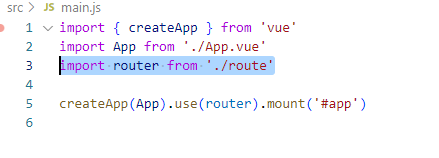 src > JS main.js
1 import { createApp } from 'vue'
2 import App from './App.vue'
3 import router from './route'
4
5 createApp(App).use(router).mount('#app')
6